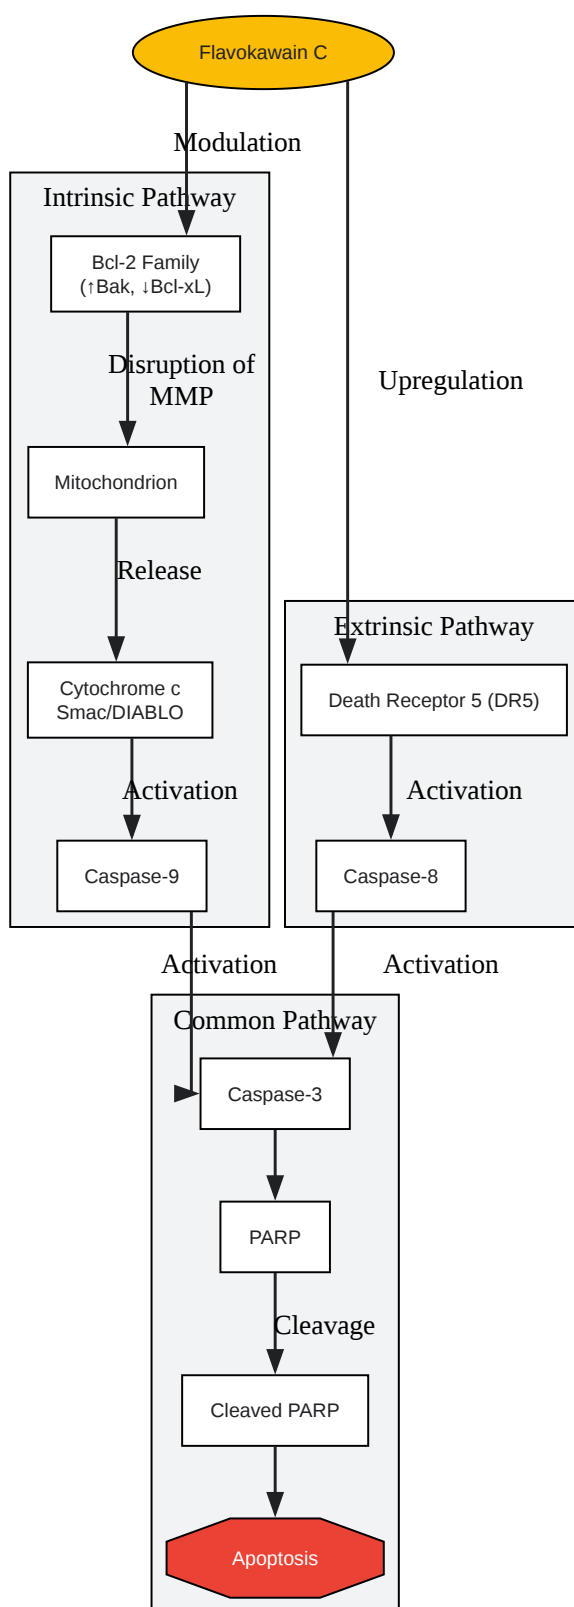 Flavokawain C
Modulation
Intrinsic Pathway
Bcl-2 Family
(↑Bak, ↓Bcl-xL)
Disruption of
MMP
Upregulation
Mitochondrion
Release
Extrinsic Pathway
Cytochrome c
Smac/DIABLO
Death Receptor 5 (DR5)
Activation
Activation
Caspase-9
Caspase-8
Activation
Activation
Common Pathway
Caspase-3
PARP
Cleavage
Cleaved PARP
Apoptosis